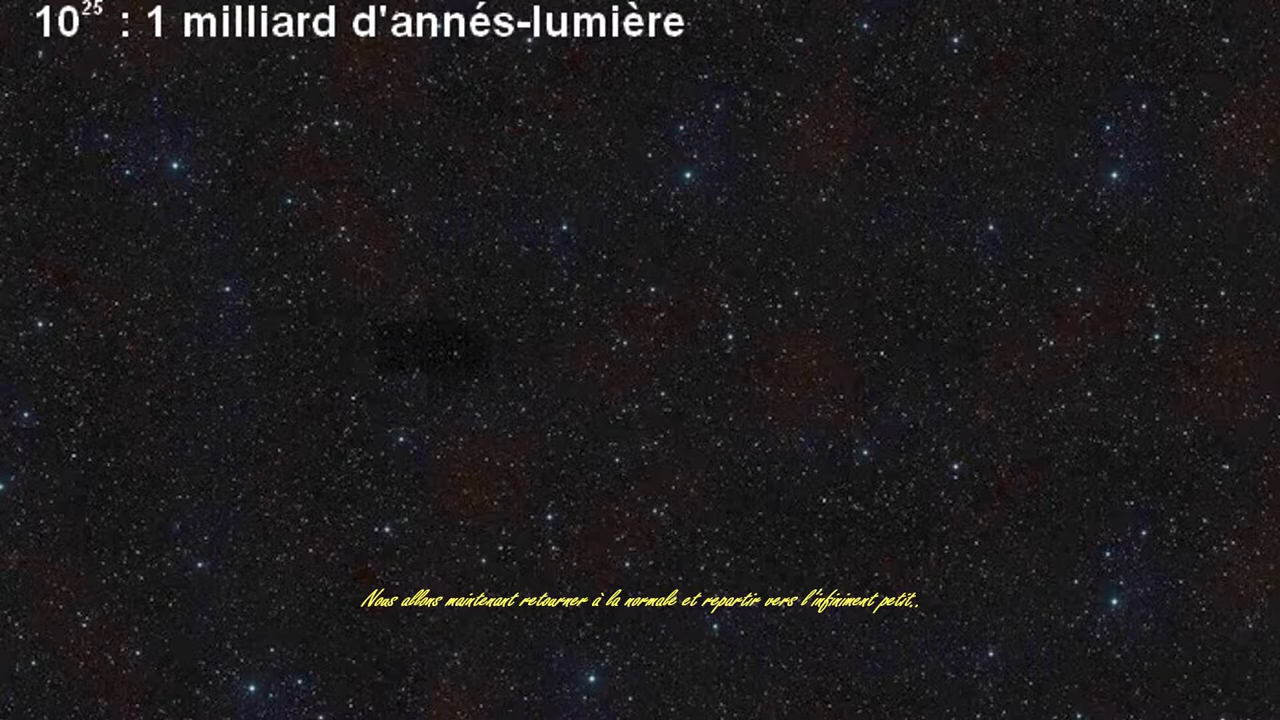 10²⁵ : 1 milliard d'annés-lumière
Nous allons maintenant retourner à la normale et repartir vers l'infiniment petit..